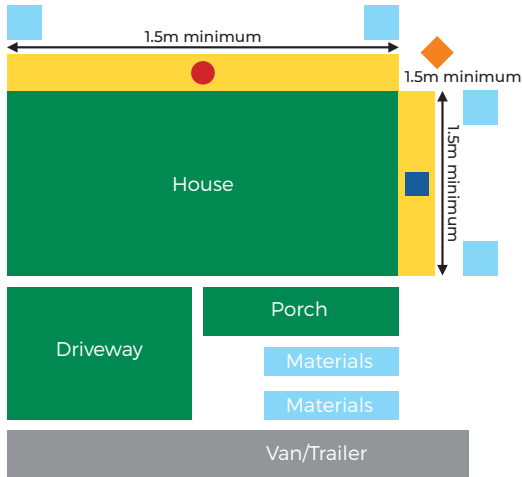 1.5m minimum
1.5m minimum
1.5m minimum
House
Porch
Driveway
Materials
Materials
Van/Trailer